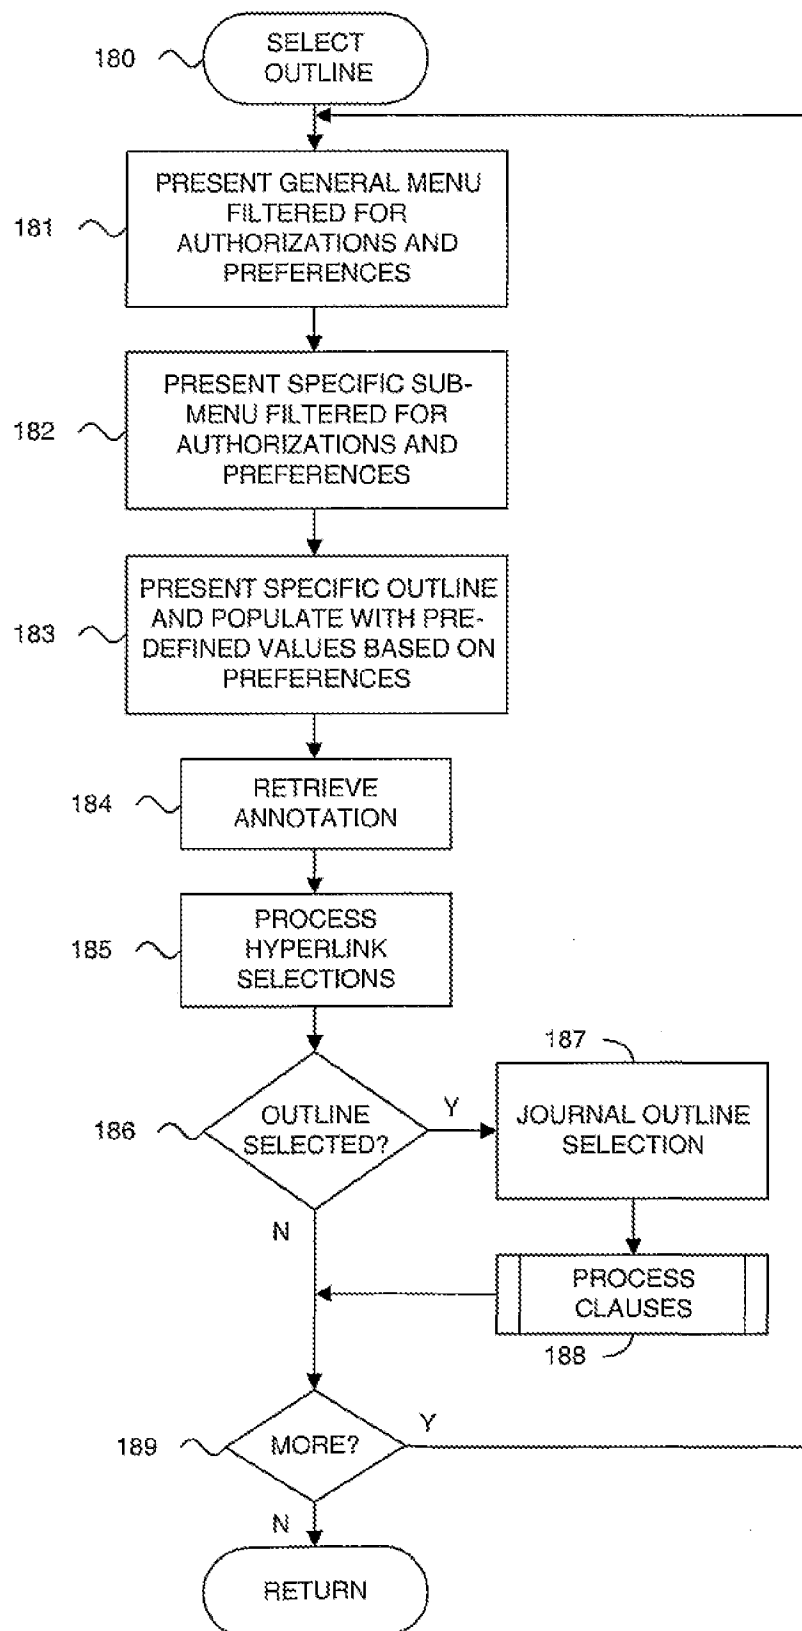 180
SELECT
OUTLINE
181
PRESENT GENERAL MENU
FILTERED FOR
AUTHORIZATIONS AND
PREFERENCES
182
PRESENT SPECIFIC SUB-
MENU FILTERED FOR
AUTHORIZATIONS AND
PREFERENCES
183
PRESENT SPECIFIC OUTLINE
AND POPULATE WITH PRE-
DEFINED VALUES BASED ON
PREFERENCES
184
RETRIEVE
ANNOTATION
185
PROCESS
HYPERLINK
SELECTIONS
186
OUTLINE
SELECTED?
Y
N
187
JOURNAL OUTLINE
SELECTION
PROCESS
CLAUSES
188
189
MORE?
Y
N
RETURN